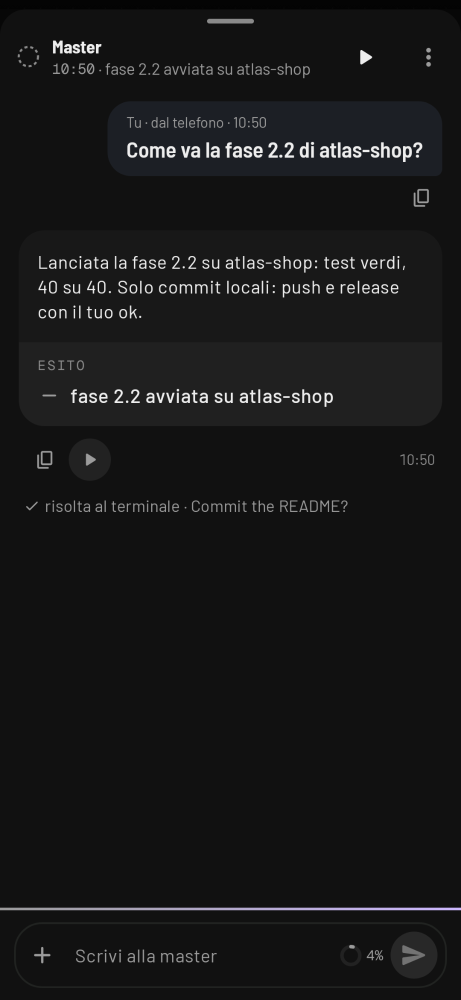 Master
10:50 · fase 2.2 avviata su atlas-shop
Tu · dal telefono · 10:50
Come va la fase 2.2 di atlas-shop?
Lanciata la fase 2.2 su atlas-shop: test verdi,
40 su 40. Solo commit locali: push e release
con il tuo ok.
ESITO
— fase 2.2 avviata su atlas-shop
10:50
risolta al terminale · Commit the README?
Scrivi alla master
4%